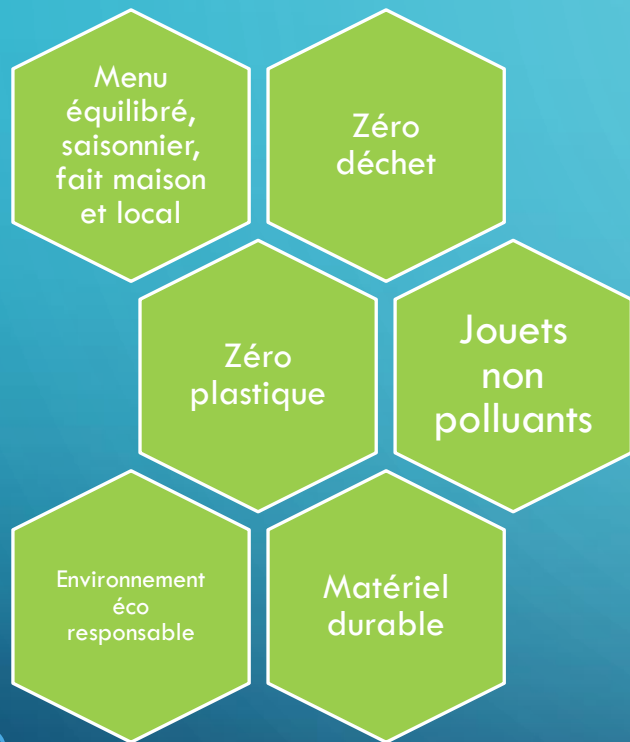 Menu
équilibré,
saisonnier,
fait maison
et local
Zéro
déchet
Zéro
plastique
Jouets
non
polluants
Environnement
éco
responsable
Matériel
durable